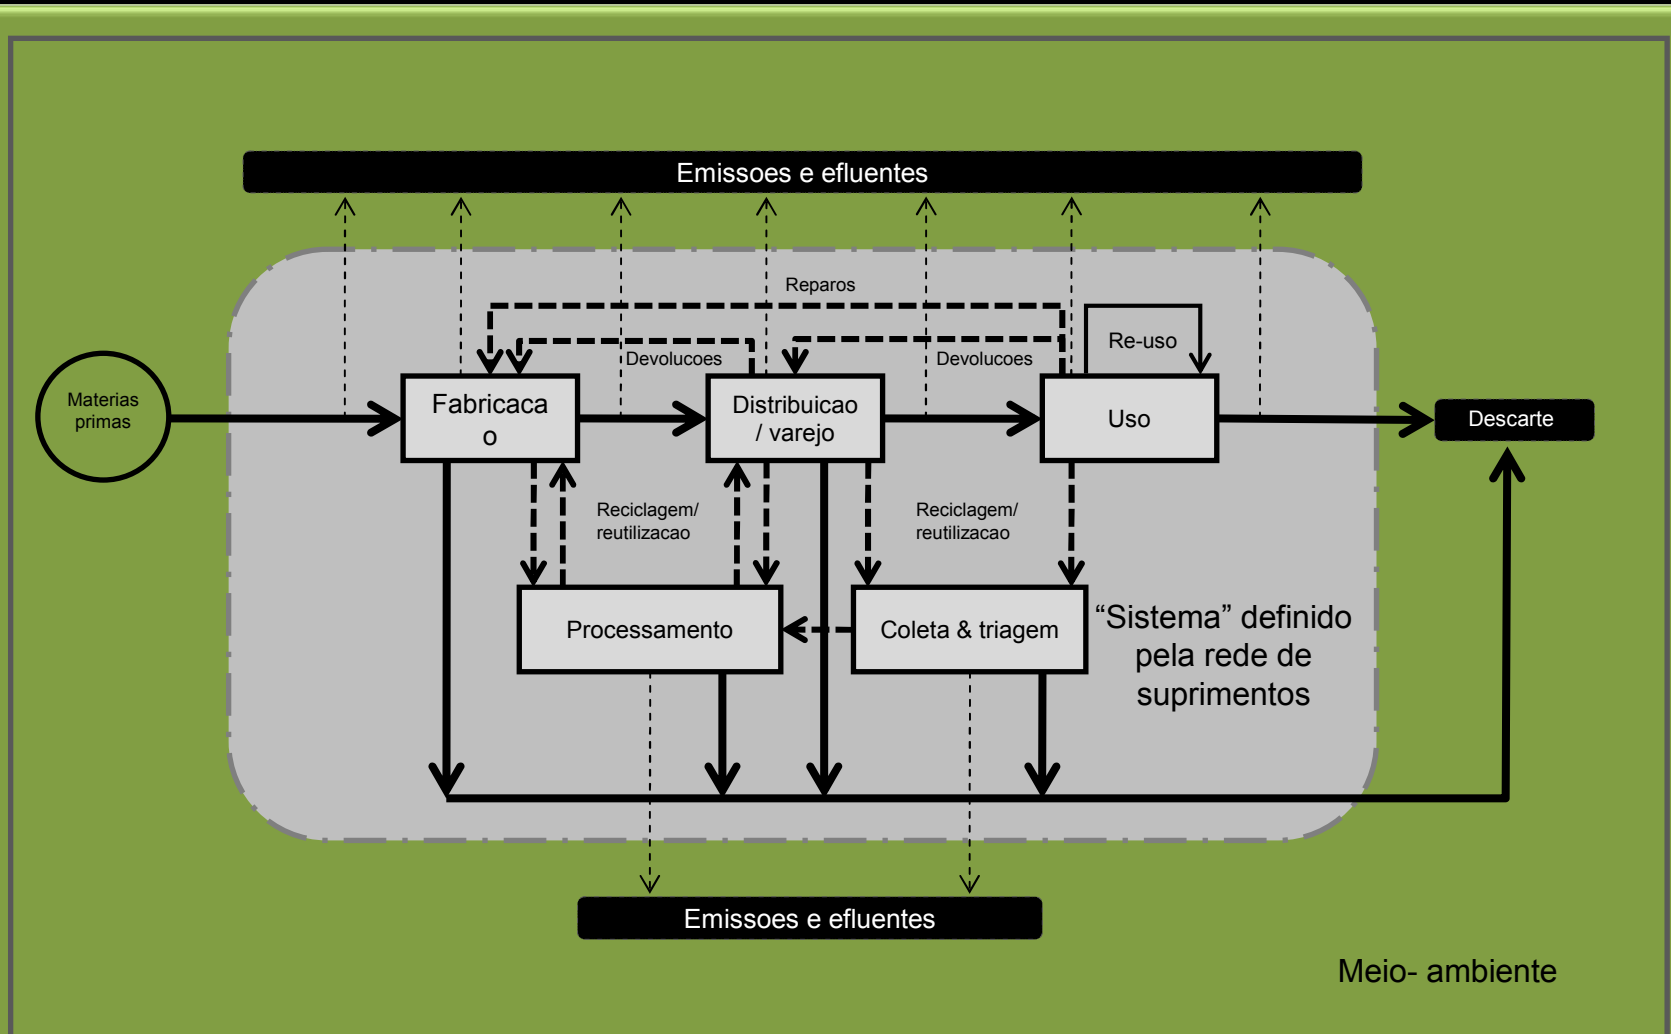 Emissoes e efluentes
Reparos
Devolucoes
Devolucoes
Re-uso
Materias
primas
Fabricaca
o
Distribuicao
/ varejo
Uso
Descarte
Reciclagem/
reutilizacao
Reciclagem/
reutilizacao
Processamento
Coleta & triagem
“Sistema” definido
pela rede de
suprimentos
Emissoes e efluentes
Meio- ambiente